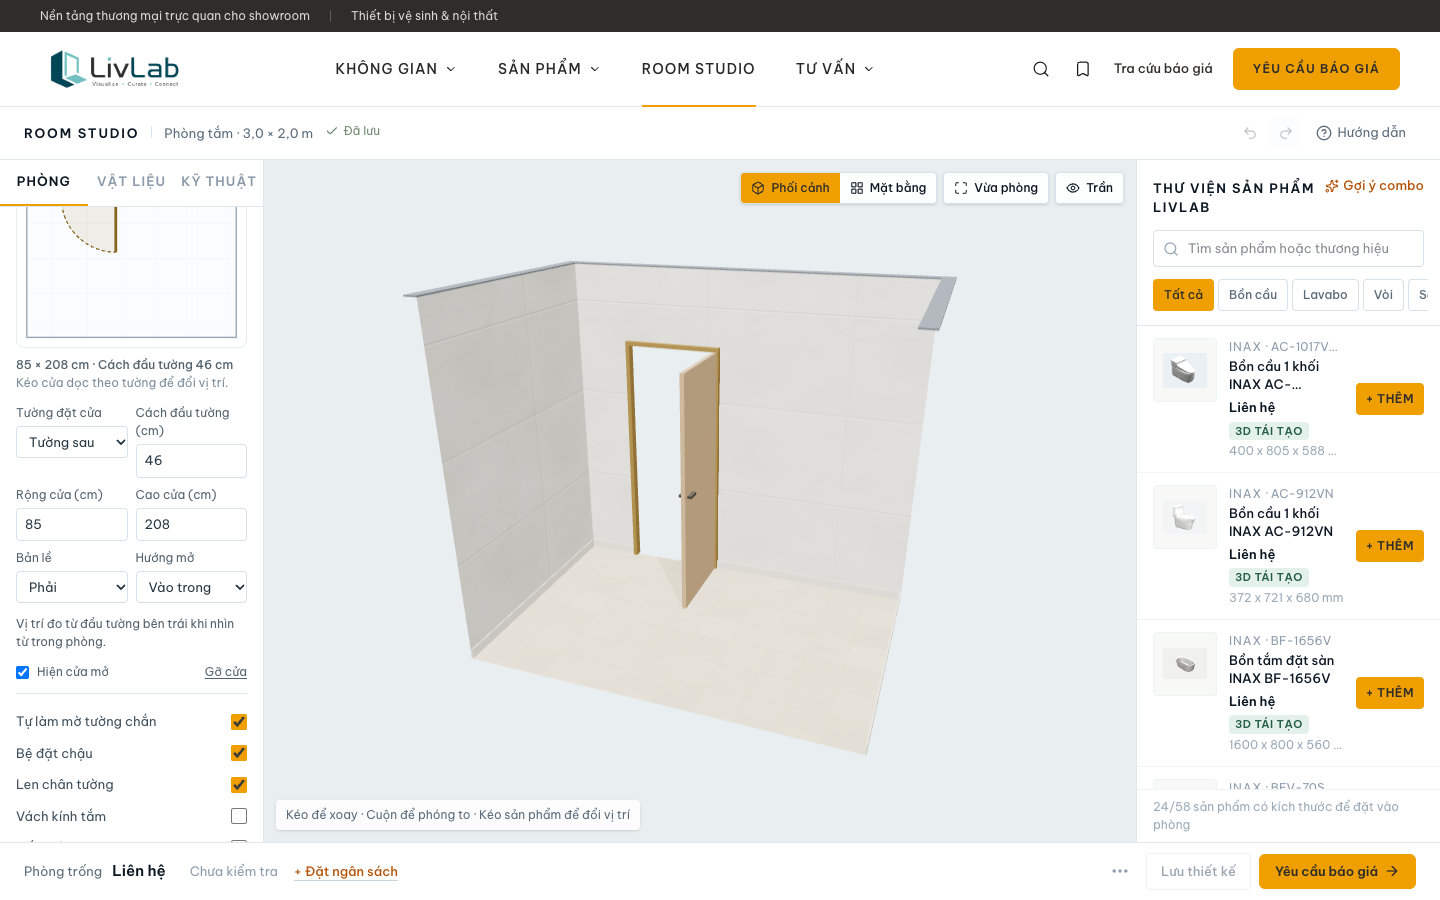 Nền tảng thương mại trực quan cho showroom
Thiết bị vệ sinh & nội thất
LivLab
Visualize • Curate • Connect
KHÔNG GIAN
SẢN PHẨM
ROOM STUDIO
TƯ VẤN
Tra cứu báo giá
YÊU CẦU BÁO GIÁ
ROOM STUDIO
Phòng tắm · 3,0 × 2,0 m
Đã lưu
Hướng dẫn
PHÒNG
VẬT LIỆU
KỸ THUẬT
85 × 208 cm · Cách đầu tường 46 cm
Kéo cửa dọc theo tường để đổi vị trí.
Tường đặt cửa
Cách đầu tường
(cm)
Tường sau
46
Rộng cửa (cm)
Cao cửa (cm)
85
208
Bản lề
Hướng mở
Phải
Vào trong
Vị trí đo từ đầu tường bên trái khi nhìn
từ trong phòng.
Hiện cửa mở
Gỡ cửa
Tự làm mờ tường chắn
Bệ đặt chậu
Len chân tường
Vách kính tắm
Phối cảnh
Mặt bằng
Vừa phòng
Trần
Kéo để xoay · Cuộn để phóng to · Kéo sản phẩm để đổi vị trí
THƯ VIỆN SẢN PHẨM
LIVLAB
Gợi ý combo
Tìm sản phẩm hoặc thương hiệu
Tất cả
Bồn cầu
Lavabo
Vòi
INAX · AC-1017V...
Bồn cầu 1 khối
INAX AC-...
Liên hệ
3D TÁI TẠO
400 x 805 x 588 ...
+ THÊM
INAX · AC-912VN
Bồn cầu 1 khối
INAX AC-912VN
Liên hệ
3D TÁI TẠO
372 x 721 x 680 mm
+ THÊM
INAX · BF-1656V
Bồn tắm đặt sàn
INAX BF-1656V
Liên hệ
3D TÁI TẠO
1600 x 800 x 560 ...
+ THÊM
INAX · BFV-70S
24/58 sản phẩm có kích thước để đặt vào
phòng
Phòng trống
Liên hệ
Chưa kiểm tra
+ Đặt ngân sách
Lưu thiết kế
Yêu cầu báo giá